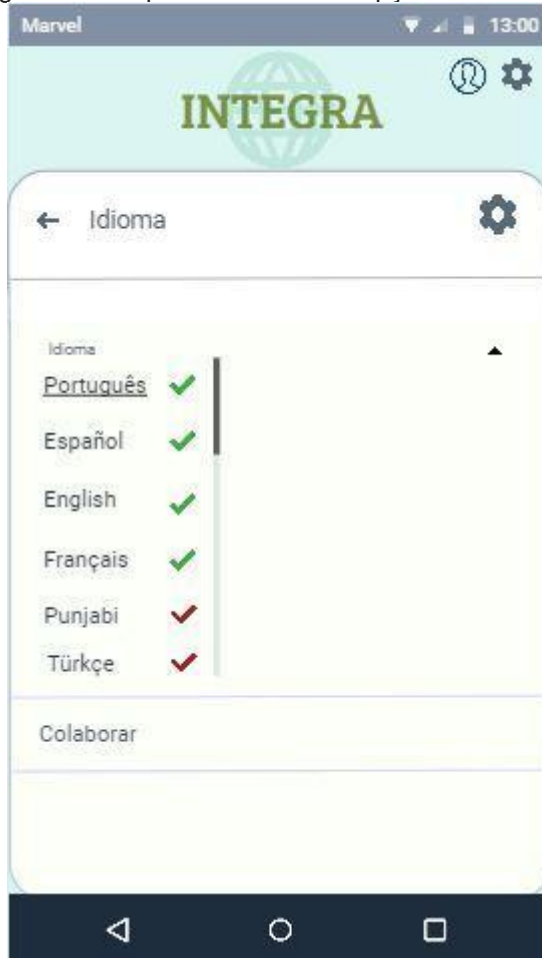 Marvel 13:00
INTEGRA
Idioma
Idioma
Português
Español
English
Français
Punjabi
Türkçe
Colaborar